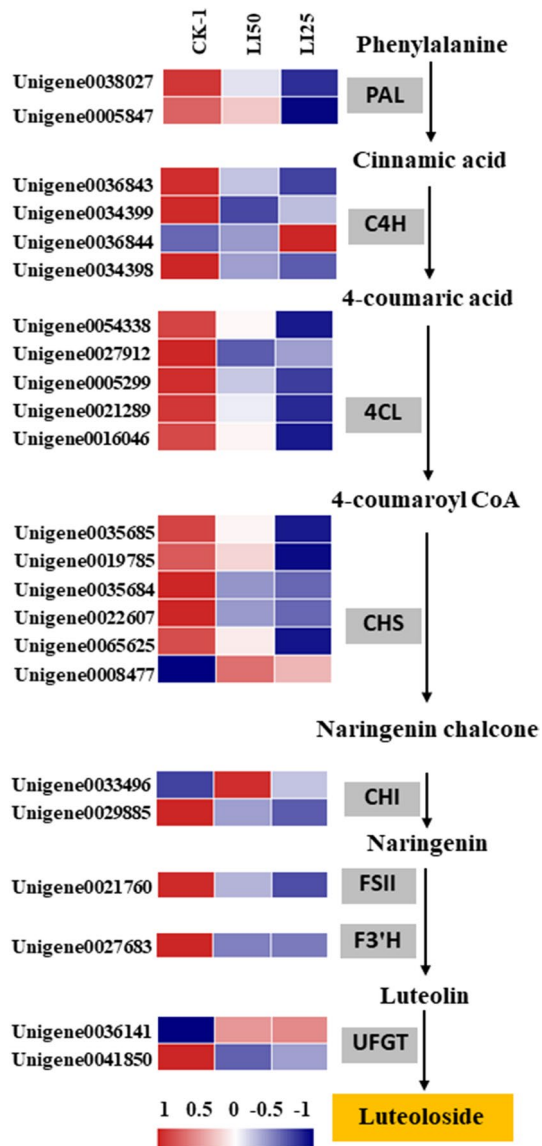 CK-1 LI50 LI25
Phenylalanine
Unigene0038027
PAL
Unigene0005847
Cinnamic acid
Unigene0036843
Unigene0034399
C4H
Unigene0036844
Unigene0034398
4-coumaric acid
Unigene0054338
Unigene0027912
Unigene0005299
4CL
Unigene0021289
Unigene0016046
4-coumaroyl CoA
Unigene0035685
Unigene0019785
Unigene0035684
Unigene0022607
CHS
Unigene0065625
Unigene0008477
Naringenin chalcone
Unigene0033496
CHI
Unigene0029885
Naringenin
Unigene0021760
FSII
Unigene0027683
F3'H
Luteolin
Unigene0036141
UFGT
Unigene0041850
1 0.5 0 -0.5 -1
Luteoloside